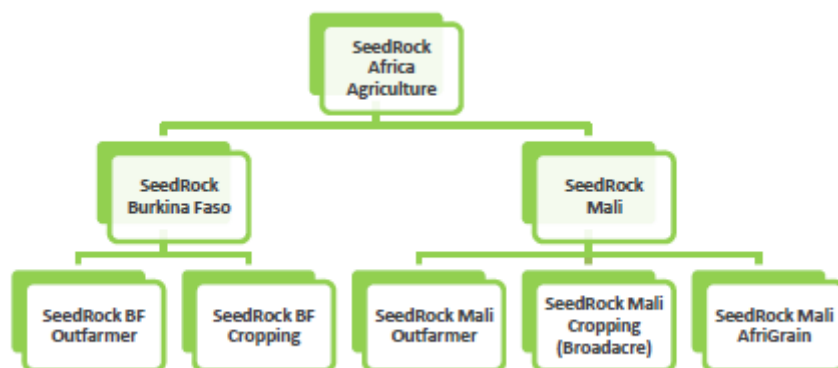 SeedRock
Africa
Agriculture
SeedRock
Burkina Faso
SeedRock
Mali
SeedRock BF
Outfarmer
SeedRock BF
Cropping
SeedRock Mali
Outfarmer
SeedRock Mali
Cropping
(Broadacre)
SeedRock Mali
AfriGrain